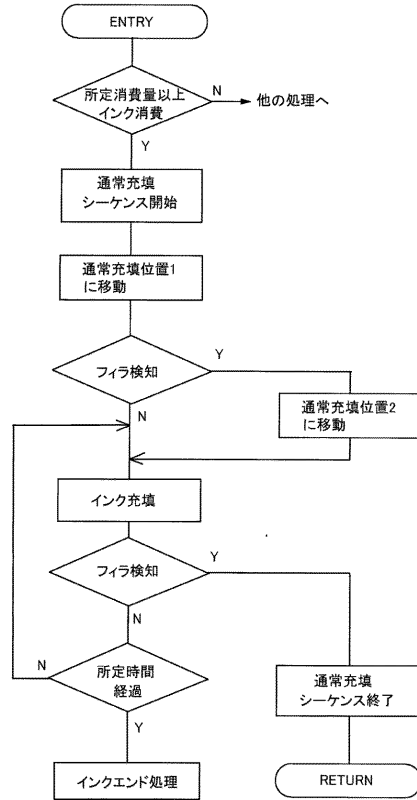 ENTRY
所定消費量以上
インク消費
N
他の処理へ
Y
通常充填
シーケンス開始
通常充填位置1
に移動
フィラ検知
Y
N
通常充填位置2
に移動
インク充填
フィラ検知
Y
N
所定時間
経過
N
Y
通常充填
シーケンス終了
インクエンド処理
RETURN